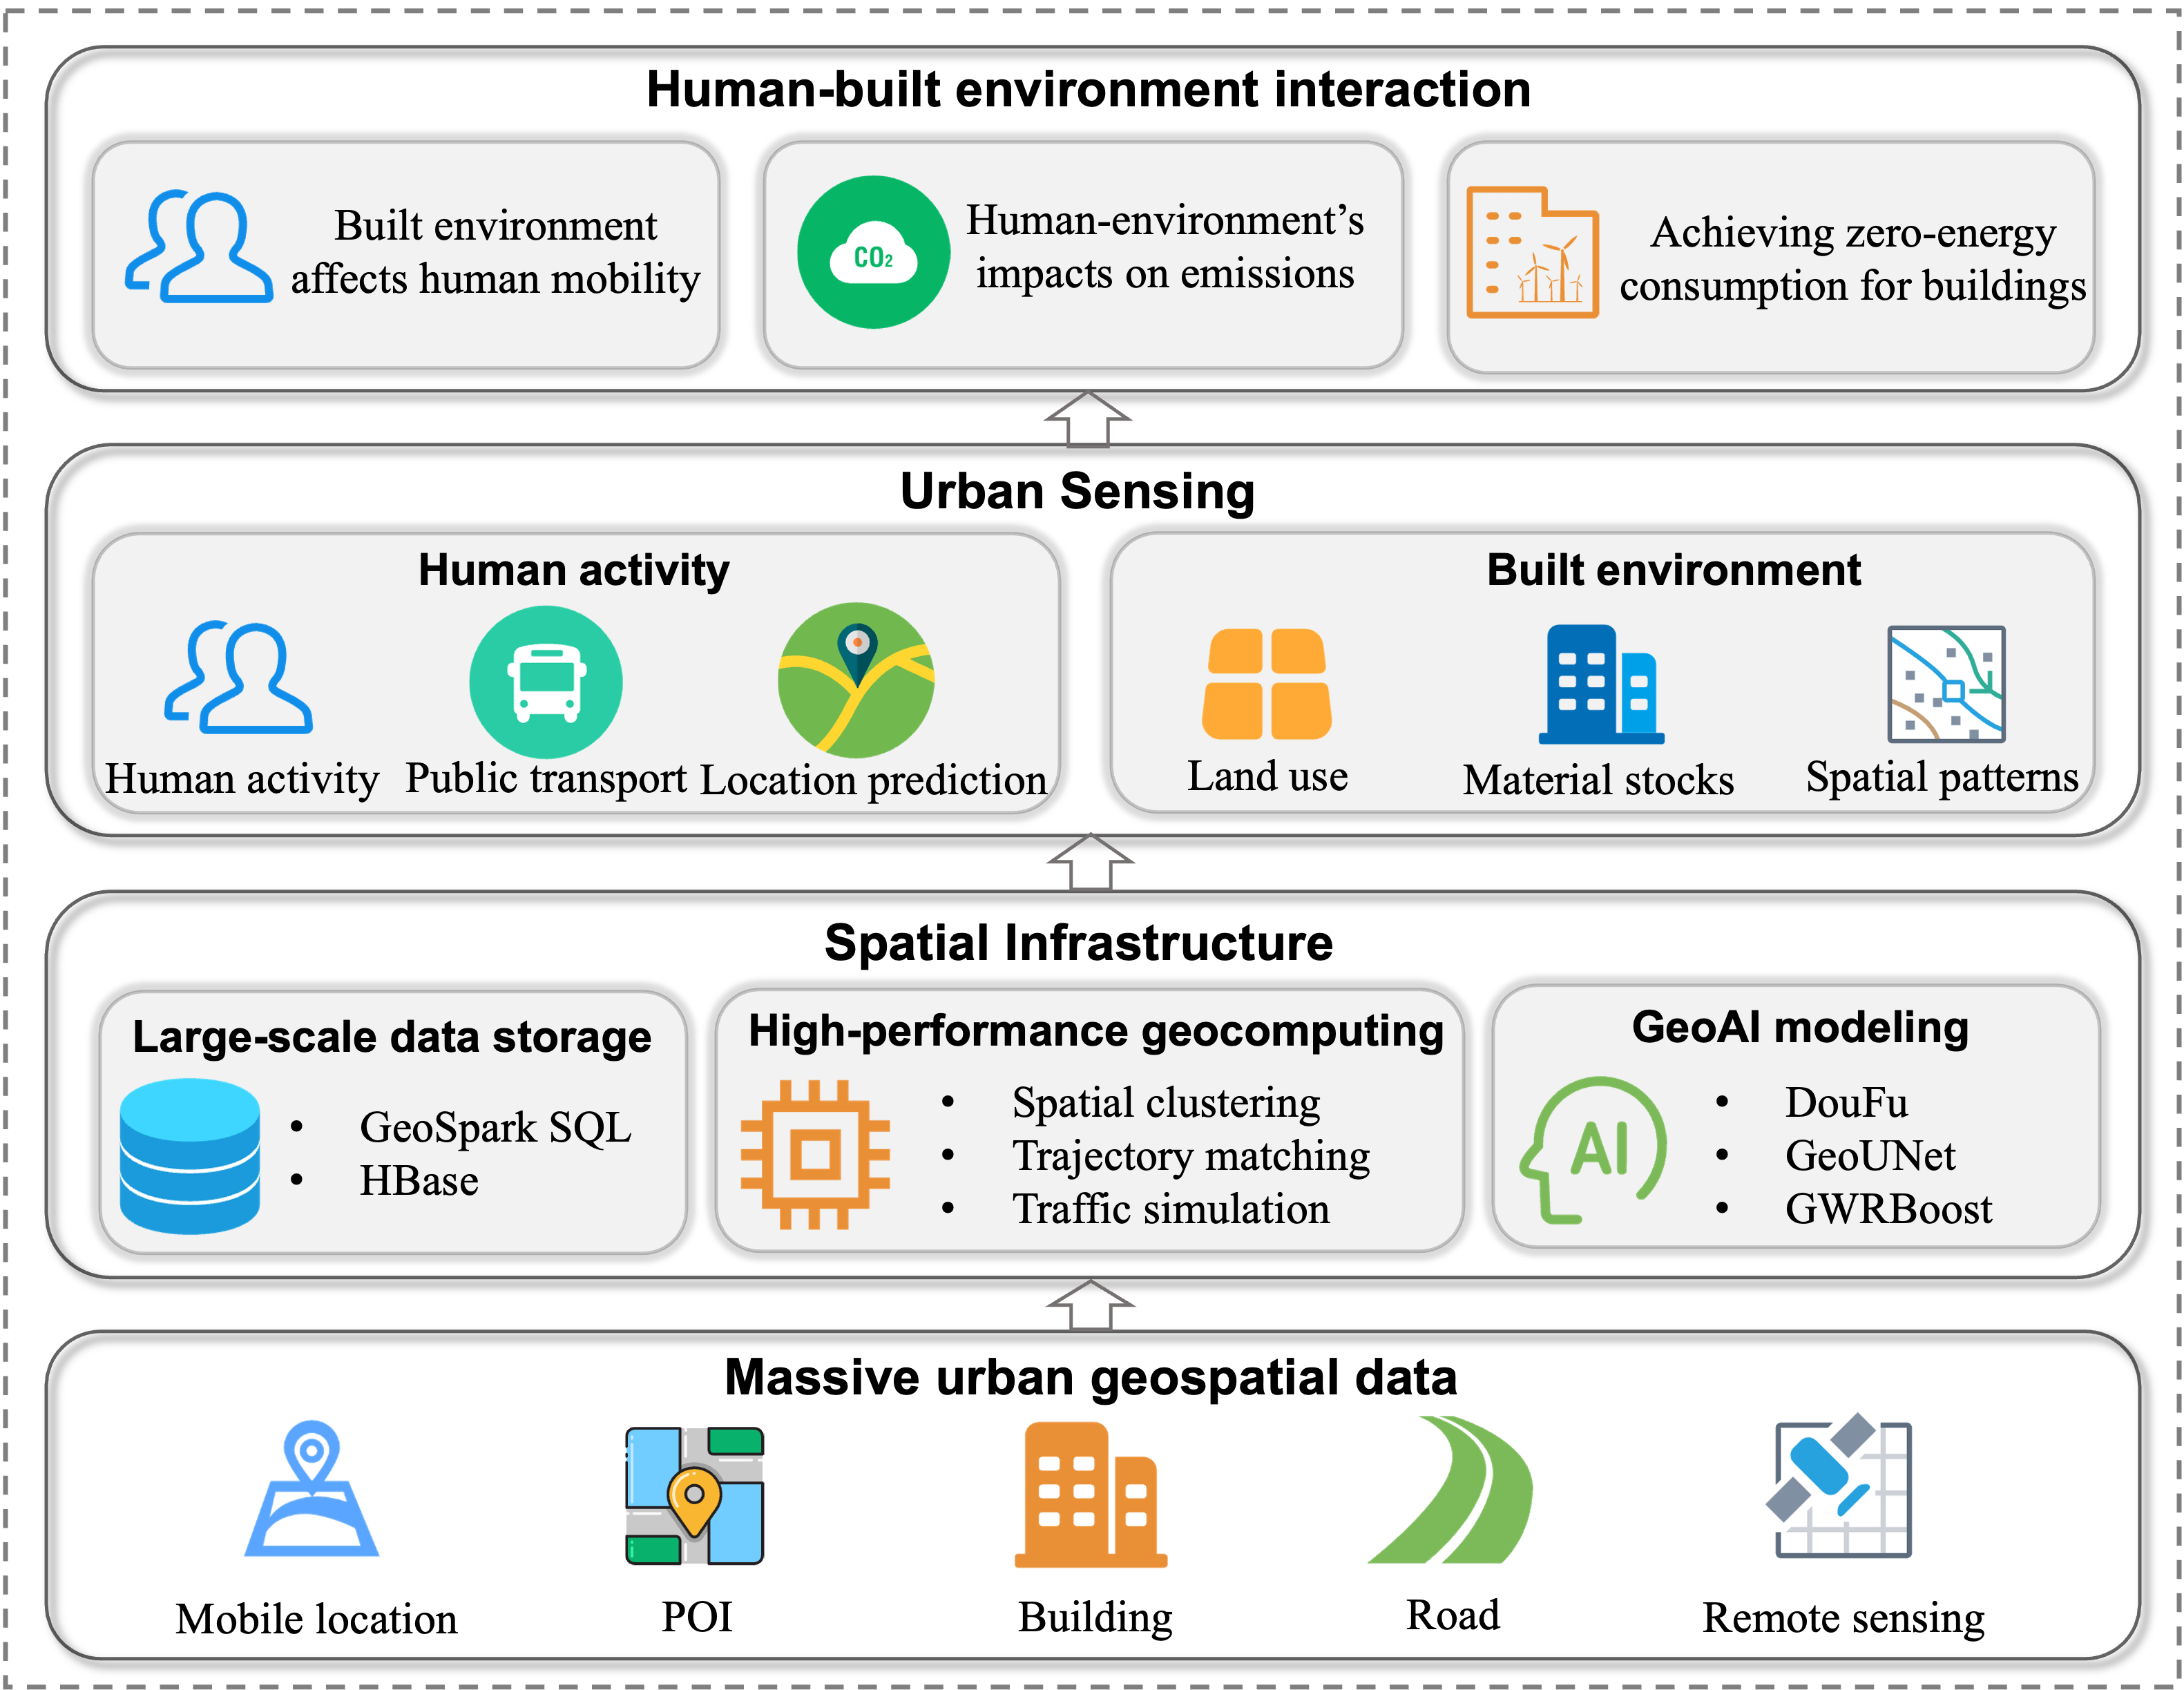 Human-built environment interaction
Built environment
affects human mobility
CO₂
Human-environment’s
impacts on emissions
Achieving zero-energy
consumption for buildings
Urban Sensing
Human activity
Human activity
Public transport
Location prediction
Built environment
Land use
Material stocks
Spatial patterns
Spatial Infrastructure
Large-scale data storage
• GeoSpark SQL
• HBase
High-performance geocomputing
• Spatial clustering
• Trajectory matching
• Traffic simulation
GeoAI modeling
AI
• DouFu
• GeoUNet
• GWRBoost
Massive urban geospatial data
Mobile location
POI
Building
Road
Remote sensing